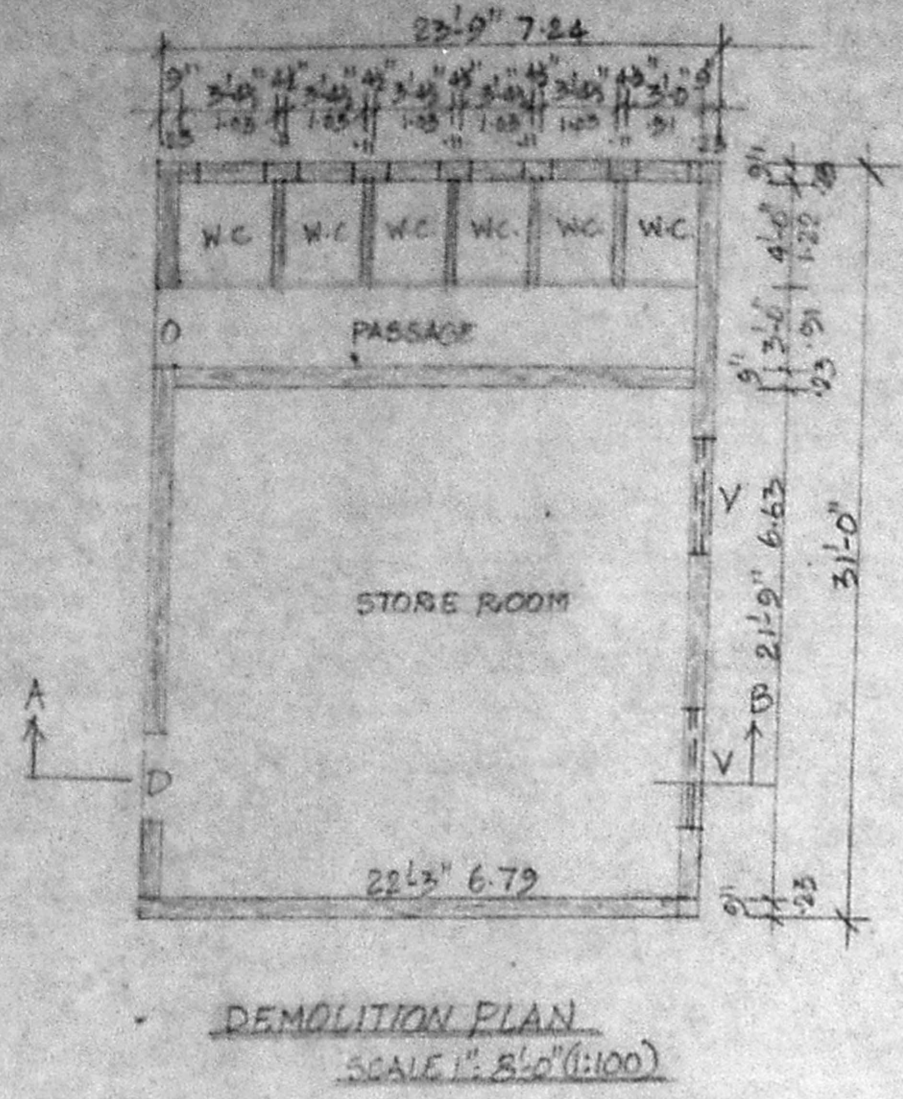 23'-9" 7.24
9" 3'-4½" 4½" 3'-4½" 4½" 3'-4½" 4½" 3'-4½" 4½" 3'-4½" 4½" 3'-0" 9"
.23 1.03 .11 1.03 .11 1.03 .11 1.03 .11 1.03 .11 .91 .23
W.C W.C W.C W.C. W.C W.C.
9" .23
4'-0" 1.22
O PASSAGE
3'-0" .91
9" .23
V
21'-9" 6.63
31'-0"
STORE ROOM
A B
D V
22'-3" 6.79
9" .23
DEMOLITION PLAN
SCALE 1": 8'-0" (1:100)